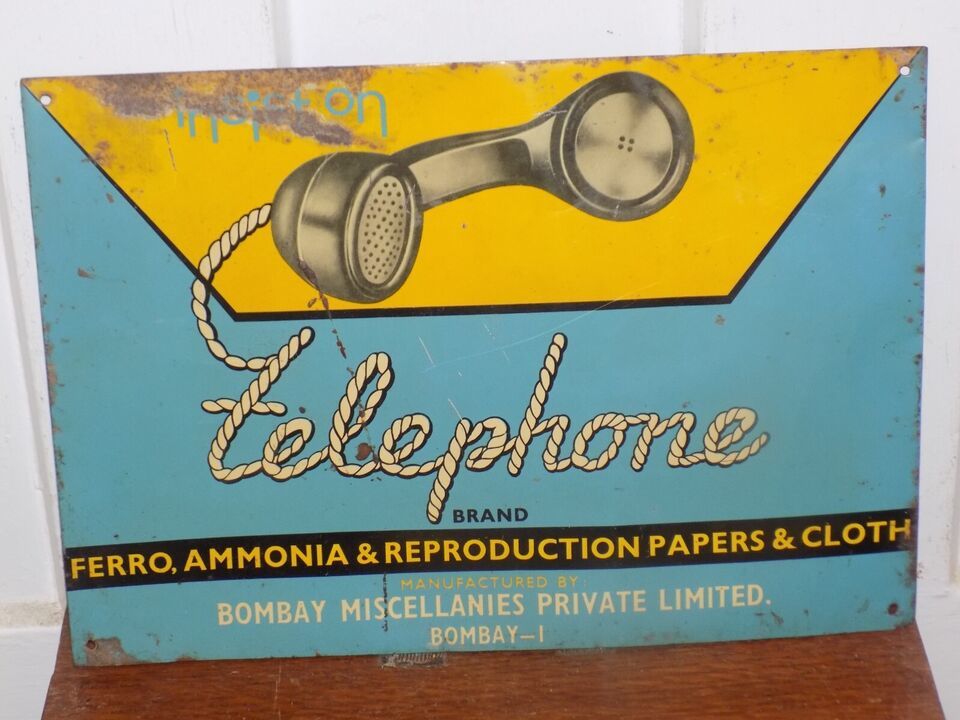 insist on
telephone
BRAND
FERRO, AMMONIA & REPRODUCTION PAPERS & CLOTH
MANUFACTURED BY:
BOMBAY MISCELLANIES PRIVATE LIMITED.
BOMBAY—1